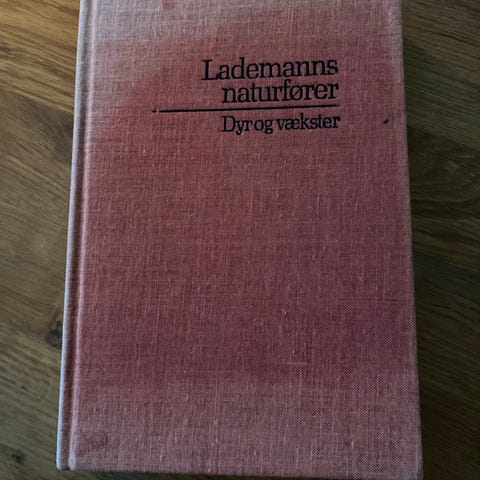 Lademanns
naturfører
Dyr og vækster